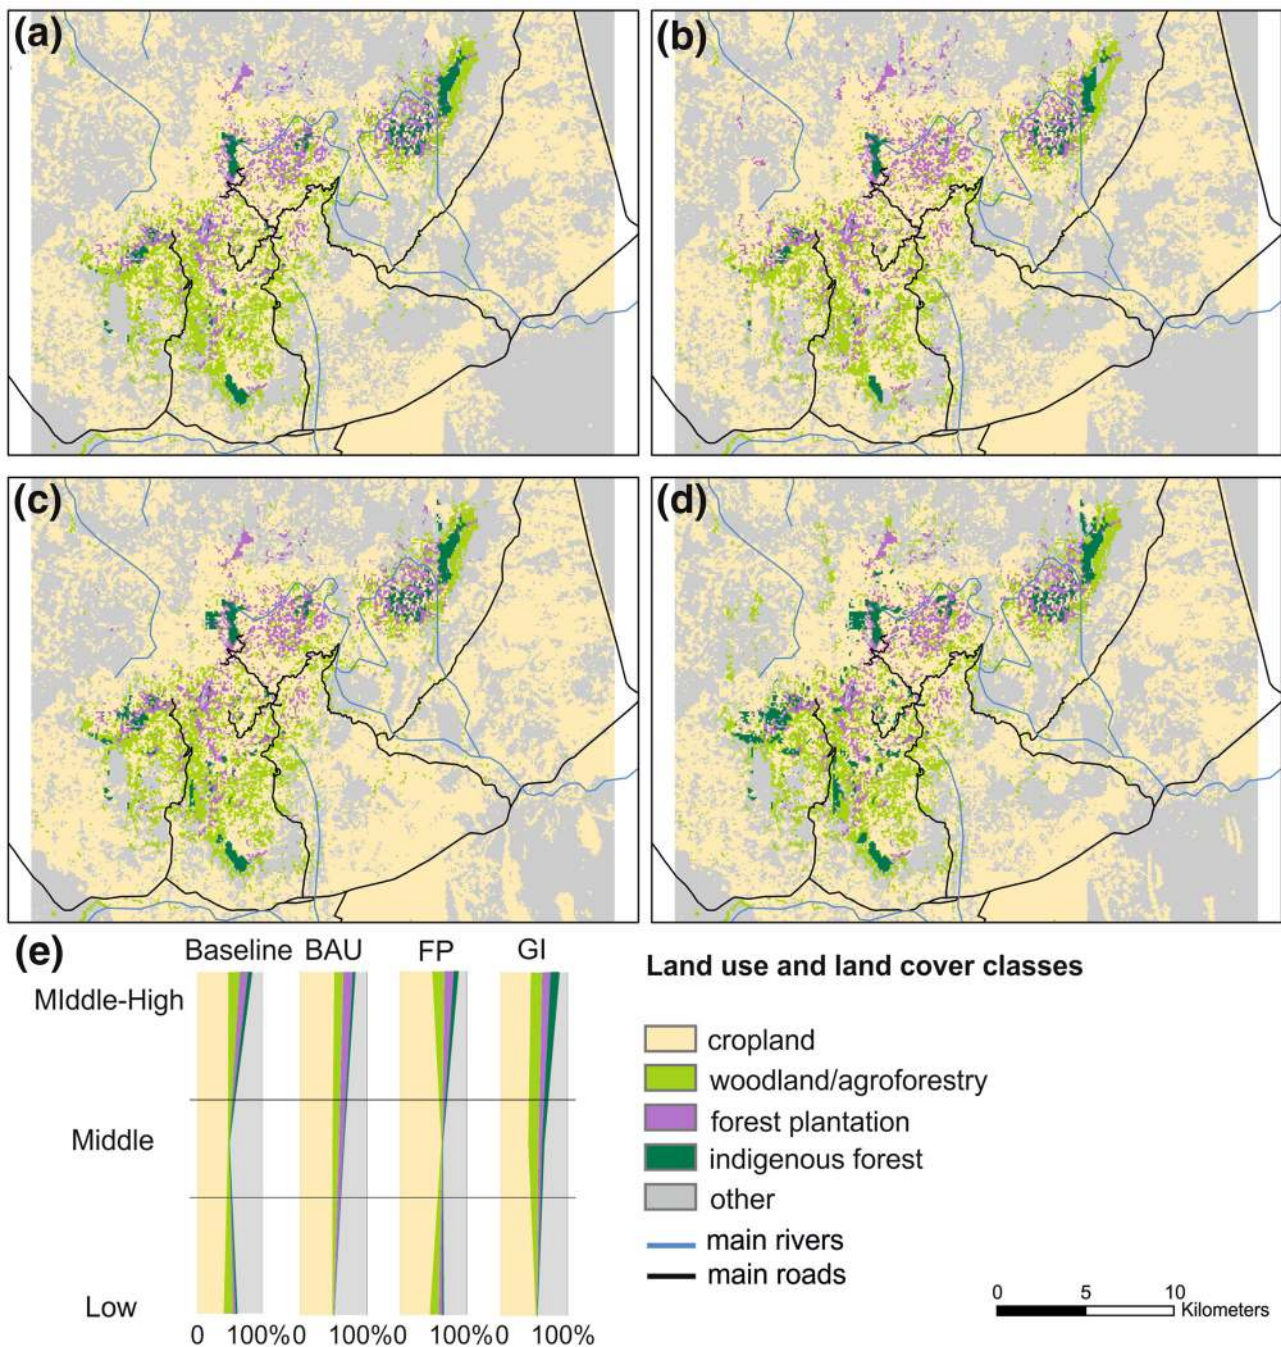 (a)
(b)
(c)
(d)
(e)
Baseline BAU FP GI
MIddle-High
Middle
Low
0 100% 0 100% 0 100% 0 100%
Land use and land cover classes
cropland
woodland/agroforestry
forest plantation
indigenous forest
other
main rivers
main roads
0 5 10
Kilometers